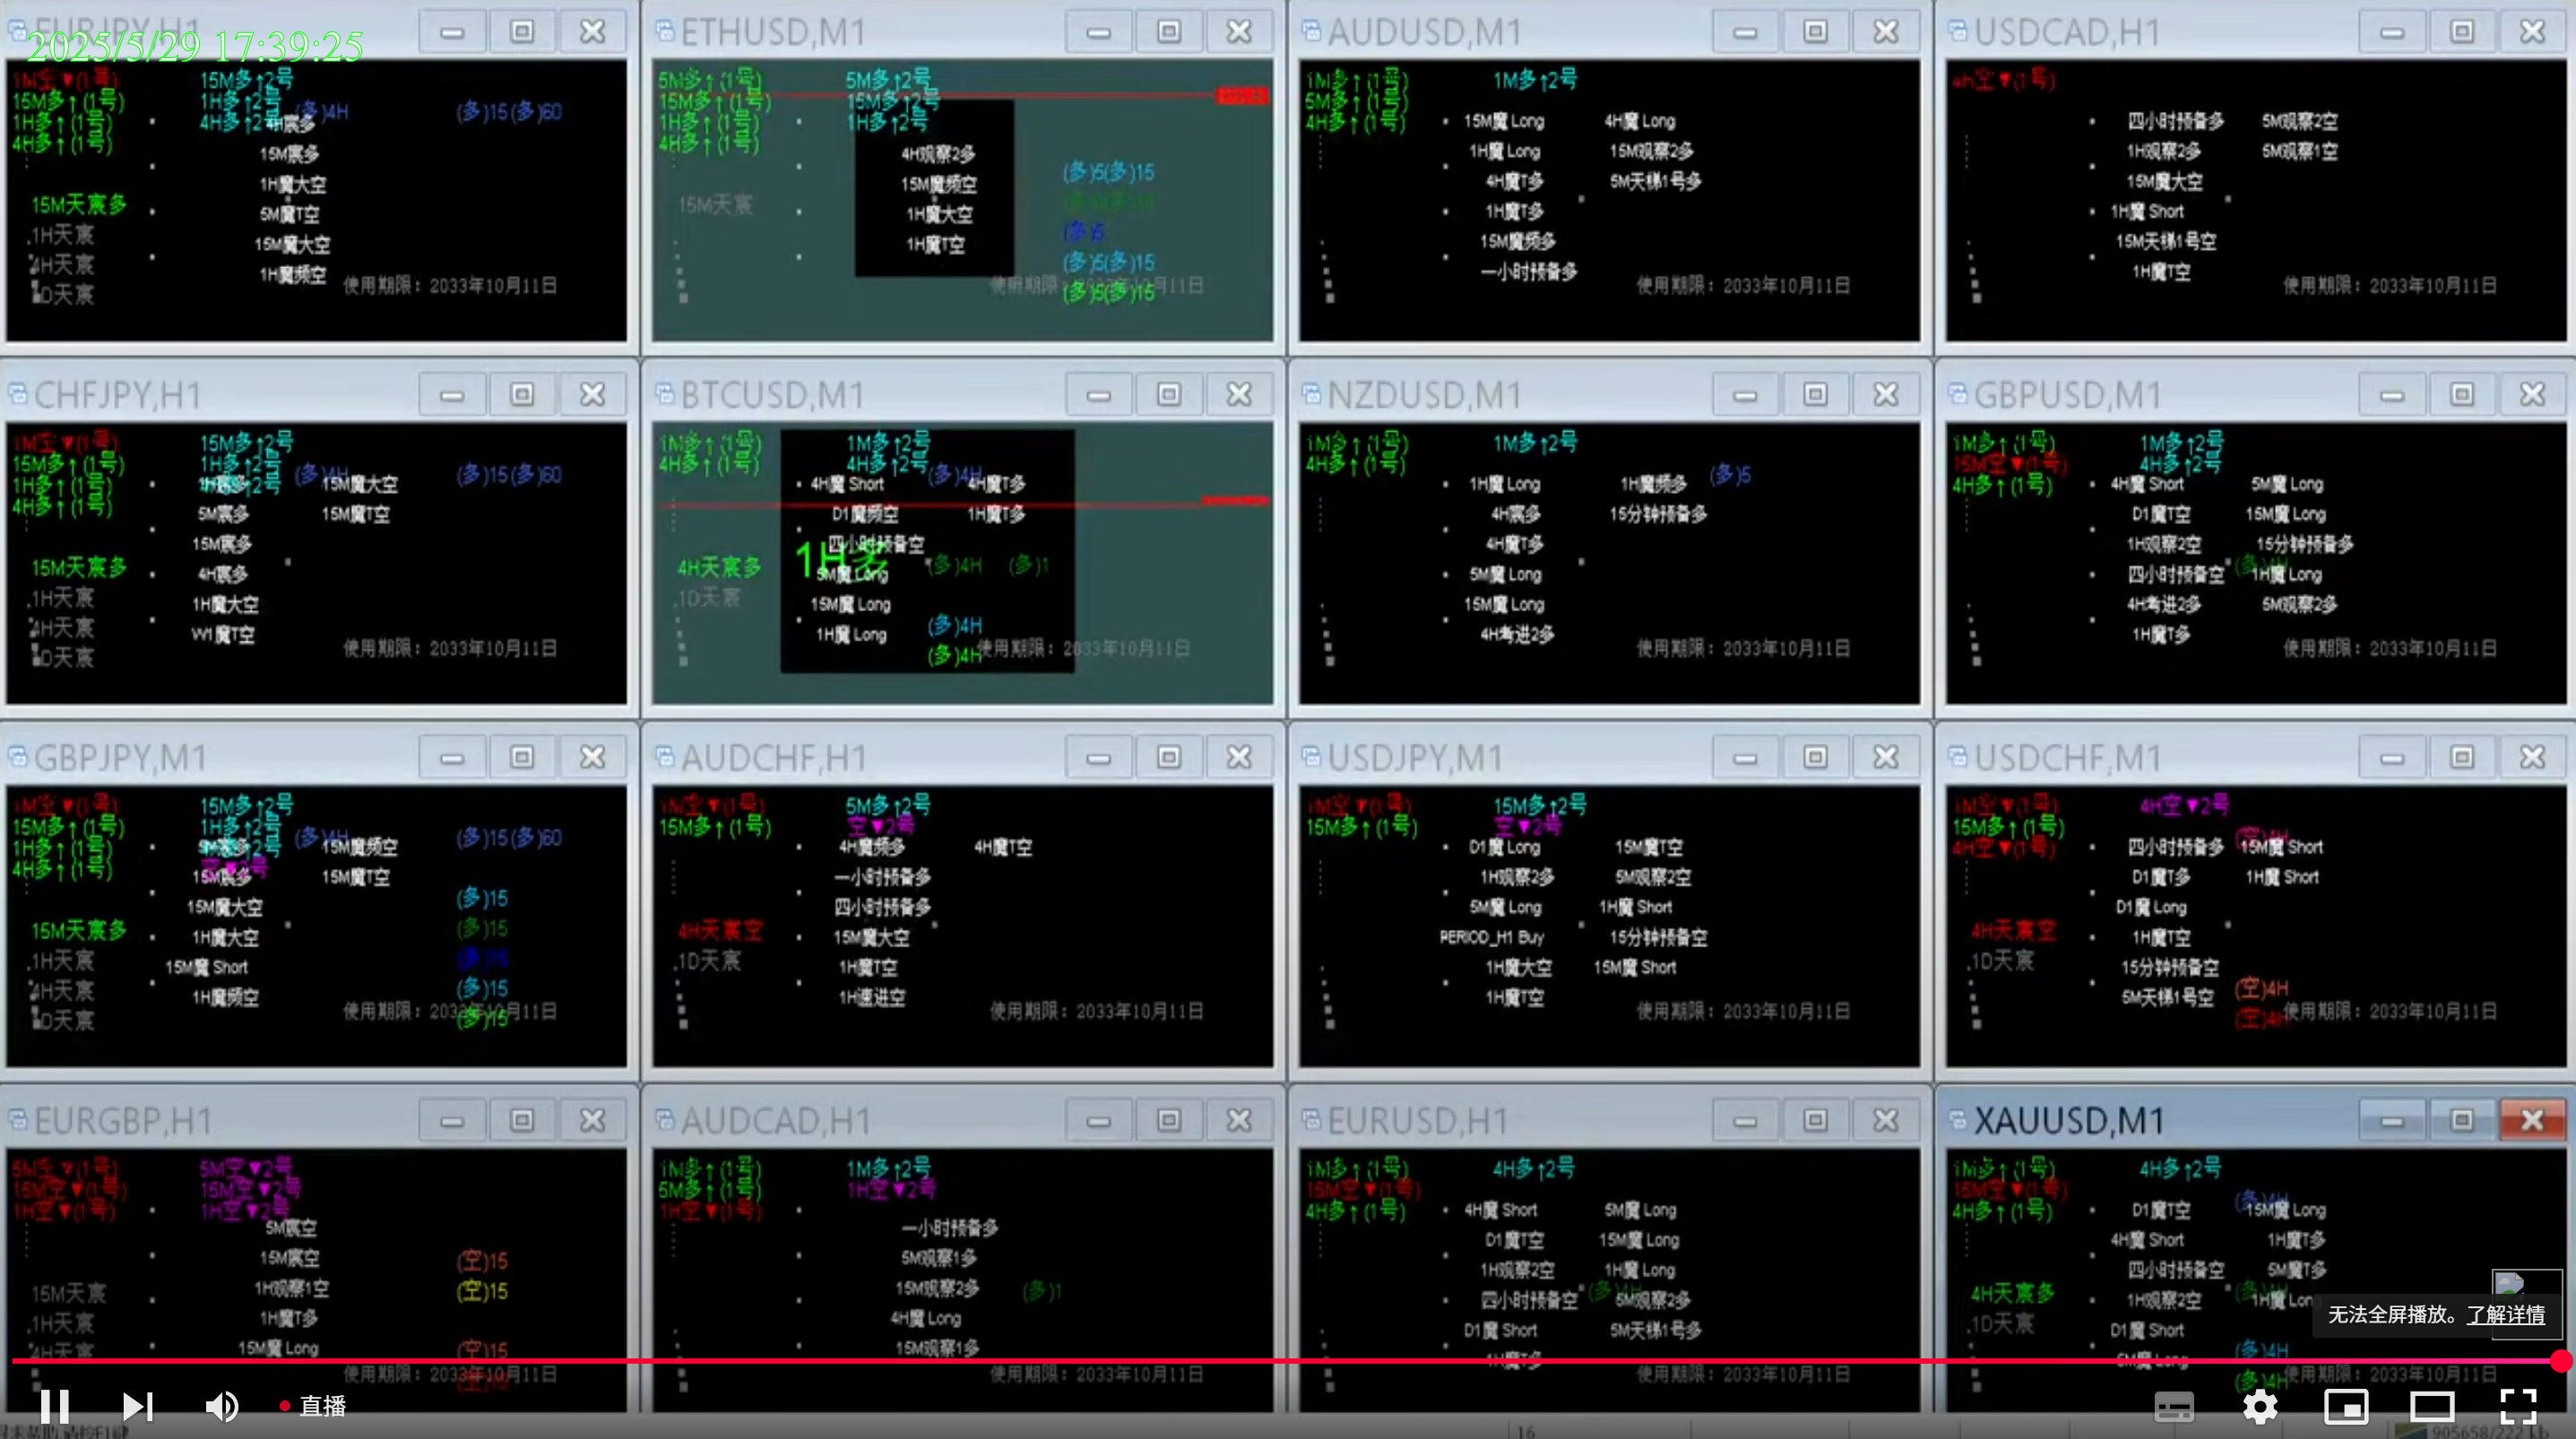 EURJPY,H1
2025/5/29 17:39:25
1M空▼(1号) 15M多↑2号
15M多↑(1号) 1H多↑2号 (多)4H (多)15(多)60
1H多↑(1号) 4H多↑2号 4H宸多
4H多↑(1号)
15M宸多
1H魔大空
15M天宸多 5M魔T空
.1H天宸 15M魔大空
4H天宸 1H魔频空
D天宸 使用期限：2033年10月11日
ETHUSD,M1
5M多↑(1号) 5M多↑2号
15M多↑(1号) 15M多↑2号
1H多↑(1号) 1H多↑2号
4H多↑(1号) 4H观察2多
(多)5(多)15
15M魔频空
15M天宸 1H魔大空
(多)5
1H魔T空
(多)5(多)15
使用期限：2033年10月11日
(多)5(多)15
AUDUSD,M1
1M多↑(1号) 1M多↑2号
5M多↑(1号)
4H多↑(1号) 15M魔 Long 4H魔 Long
1H魔 Long 15M观察2多
4H魔T多 5M天梯1号多
1H魔T多
15M魔频多
一小时预备多
使用期限：2033年10月11日
USDCAD,H1
4H空▼(1号)
四小时预备多 5M观察2空
1H观察2多 5M观察1空
15M魔大空
1H魔 Short
15M天梯1号空
1H魔T空
使用期限：2033年10月11日
CHFJPY,H1
1M空▼(1号) 15M多↑2号
15M多↑(1号) 1H多↑2号 (多)4H (多)15(多)60
1H多↑(1号) 1H宸多 15M魔大空
4H多↑(1号) 5M宸多 15M魔T空
15M宸多
15M天宸多 4H宸多
.1H天宸 1H魔大空
4H天宸 W1魔T空
D天宸 使用期限：2033年10月11日
BTCUSD,M1
1M多↑(1号) 1M多↑2号
4H多↑(1号) 4H多↑2号 (多)4H
4H魔 Short 4H魔T多
D1魔频空 1H魔T多
四小时预备空
1H多
4H天宸多 5M魔 Long (多)4H (多)1
.1D天宸 15M魔 Long
1H魔 Long (多)4H
(多)4H 使用期限：2033年10月11日
NZDUSD,M1
1M多↑(1号) 1M多↑2号
4H多↑(1号)
1H魔 Long 1H魔频多 (多)5
4H宸多 15分钟预备多
4H魔T多
5M魔 Long
15M魔 Long
4H考进2多
使用期限：2033年10月11日
GBPUSD,M1
1M多↑(1号) 1M多↑2号
15M空▼(1号) 4H多↑2号
4H多↑(1号) 4H魔 Short 5M魔 Long
D1魔T空 15M魔 Long
1H观察2空 15分钟预备多
四小时预备空 1H魔 Long
4H考进2多 5M观察2多
1H魔T多
使用期限：2033年10月11日
GBPJPY,M1
1M空▼(1号) 15M多↑2号
15M多↑(1号) 1H多↑2号 (多)4H (多)15(多)60
1H多↑(1号) 5M宸多 15M魔频空
4H多↑(1号) 空▼2号
15M宸多 15M魔T空
(多)15
15M魔大空
15M天宸多 1H魔大空 (多)15
.1H天宸 15M魔 Short (多)15
4H天宸 1H魔频空 (多)15
D天宸 (多)15 使用期限：2033年10月11日
AUDCHF,H1
1M空▼(1号) 5M多↑2号
15M多↑(1号) 空▼2号
4H魔频多 4H魔T空
一小时预备多
四小时预备多
4H天宸空 15M魔大空
.1D天宸 1H魔T空
1H速进空
使用期限：2033年10月11日
USDJPY,M1
1M空▼(1号) 15M多↑2号
15M多↑(1号) 空▼2号
D1魔 Long 15M魔T空
1H观察2多 5M观察2空
5M魔 Long 1H魔 Short
PERIOD_H1 Buy 15分钟预备空
1H魔大空 15M魔 Short
1H魔T空
使用期限：2033年10月11日
USDCHF,M1
1M空▼(1号) 4H空▼2号
15M多↑(1号) (空)4H
4H空▼(1号) 四小时预备多 15M魔 Short
D1魔T多 1H魔 Short
D1魔 Long
4H天宸空 1H魔T空
.1D天宸 15分钟预备空
5M天梯1号空 (空)4H
(空)4H 使用期限：2033年10月11日
EURGBP,H1
5M空▼(1号) 5M空▼2号
15M空▼(1号) 15M空▼2号
1H空▼(1号) 1H空▼2号
5M宸空
15M宸空 (空)15
15M天宸 1H观察1空 (空)15
.1H天宸 1H魔T多
4H天宸 15M魔 Long (空)15
使用期限：2033年10月11日
AUDCAD,H1
1M多↑(1号) 1M多↑2号
5M多↑(1号) 1H空▼2号
1H空▼(1号)
一小时预备多
5M观察1多
15M观察2多 (多)1
4H魔 Long
15M观察1多
使用期限：2033年10月11日
EURUSD,H1
1M多↑(1号) 4H多↑2号
15M空▼(1号)
4H多↑(1号) 4H魔 Short 5M魔 Long
D1魔T空 15M魔 Long
1H观察2空 1H魔 Long
四小时预备空 5M观察2多
D1魔 Short 5M天梯1号多
1H魔T多
使用期限：2033年10月11日
XAUUSD,M1
1M多↑(1号) 4H多↑2号
15M空▼(1号) (多)4H
4H多↑(1号) D1魔T空 15M魔 Long
4H魔 Short 1H魔T多
四小时预备空 5M魔T多
4H天宸多 1H观察2空 1H魔 Long
.1D天宸 D1魔 Short
(多)4H
5M魔 Long
(多)4H 使用期限：2033年10月11日
无法全屏播放。了解详情
直播
16
905658/222 kb